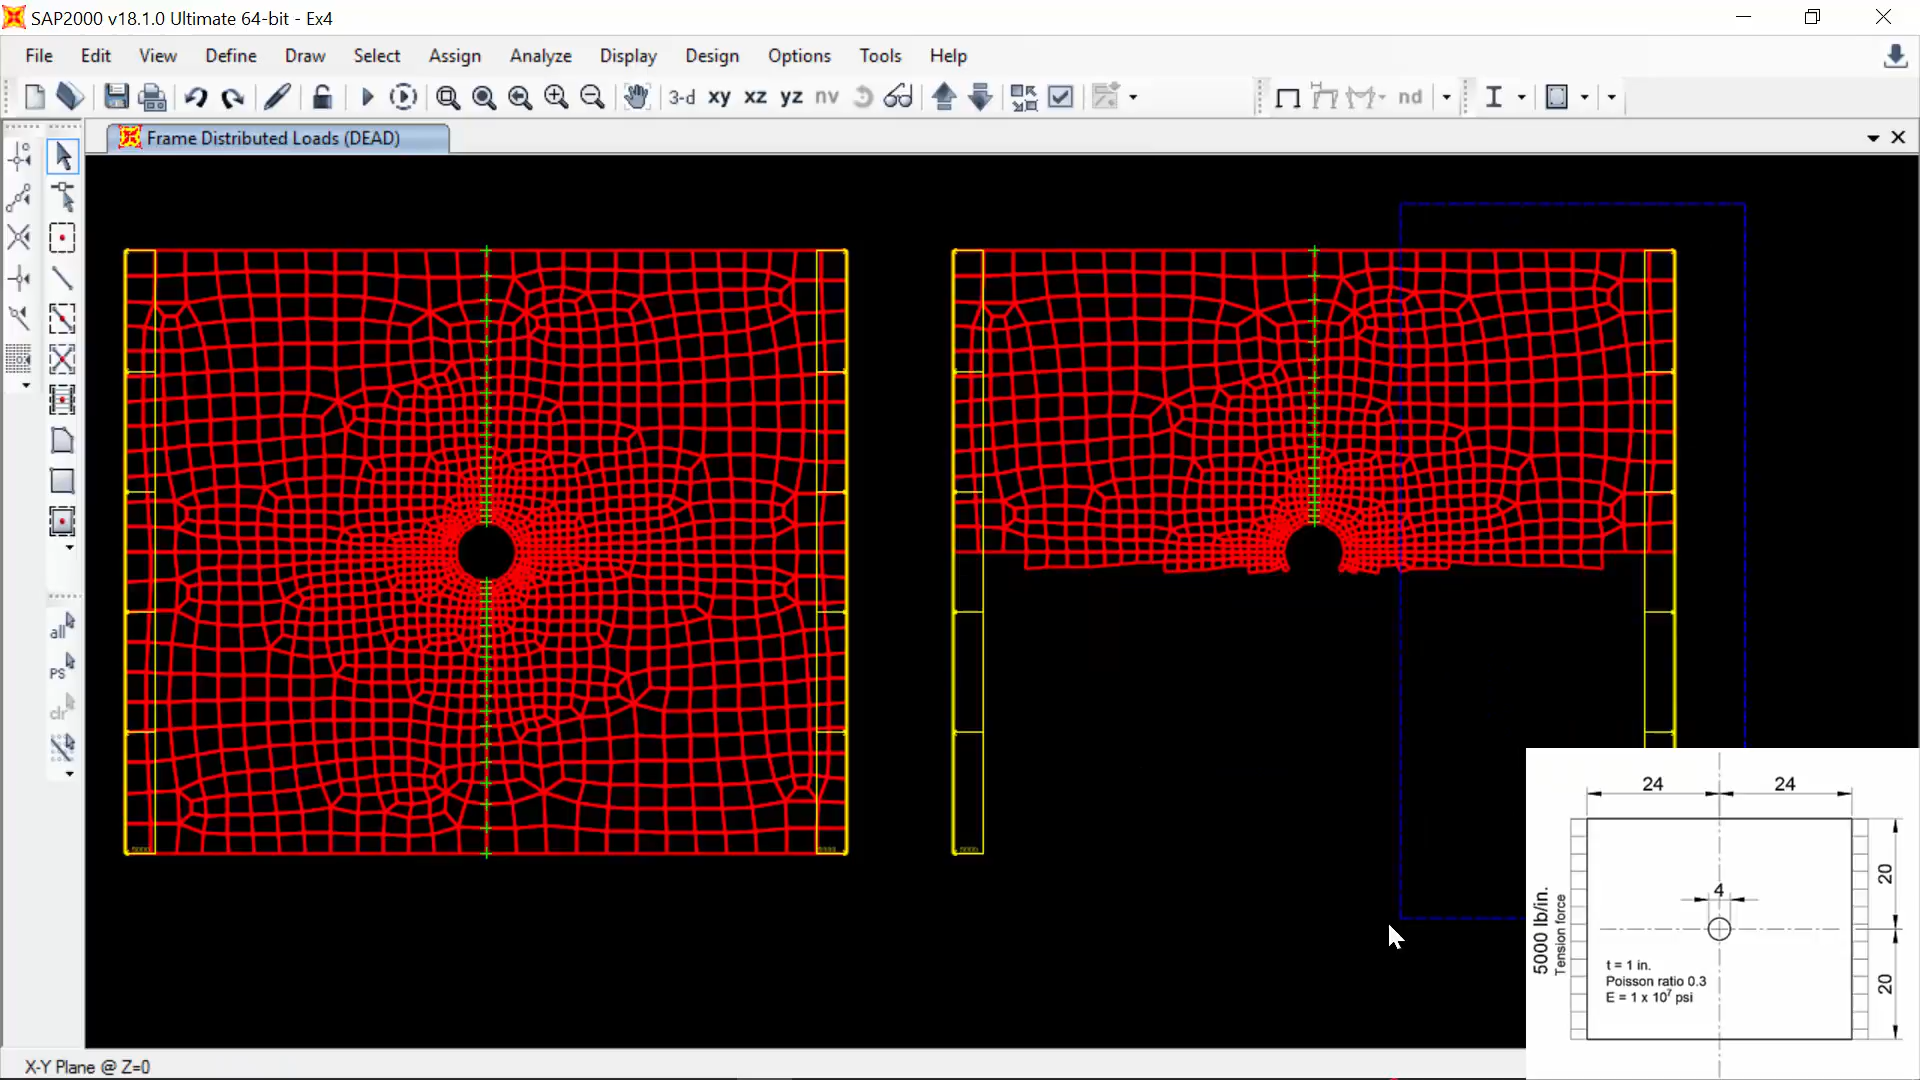 SAP2000 v18.1.0 Ultimate 64-bit - Ex4
File Edit View Define Draw Select Assign Analyze Display Design Options Tools Help
3-d xy xz yz nv nd
Frame Distributed Loads (DEAD)
all
PS
clr
24 24
4
20
20
5000 lb/in.
Tension force
t = 1 in.
Poisson ratio 0.3
E = 1 x 10⁷ psi
X-Y Plane @ Z=0